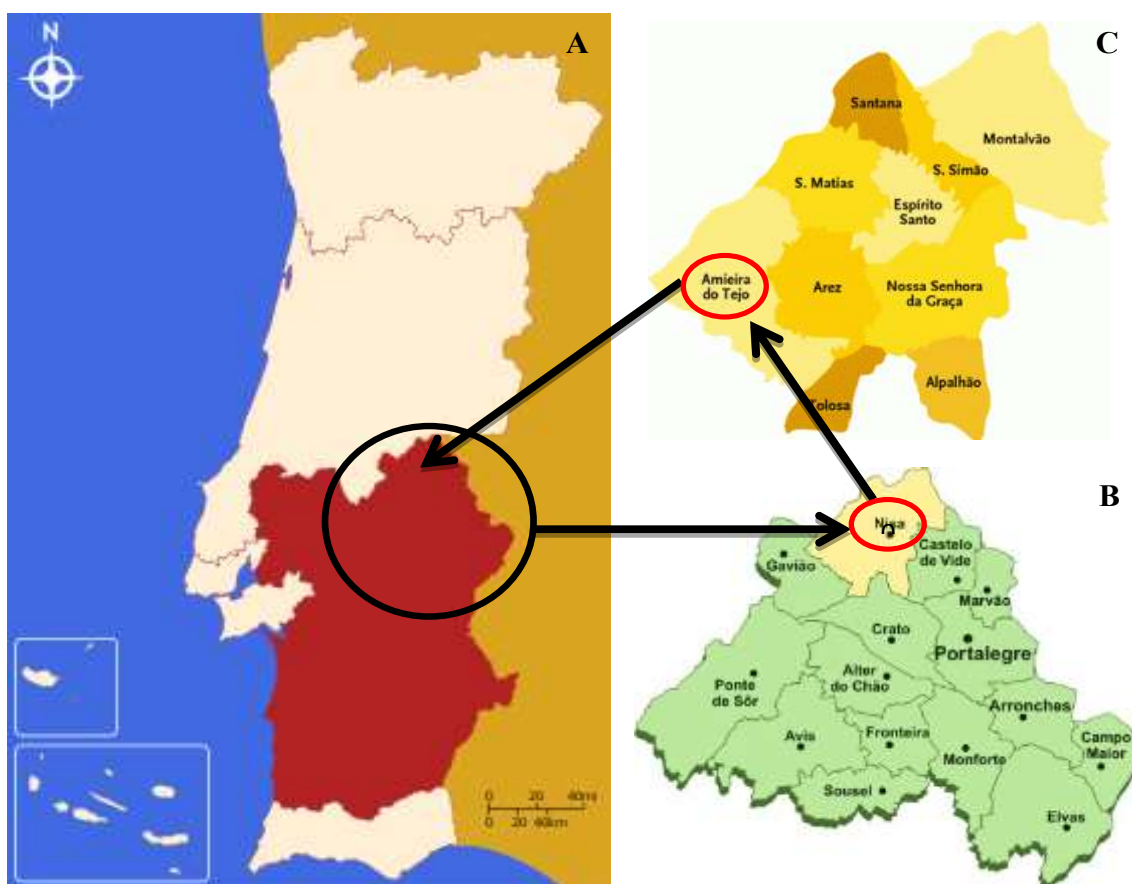 N
A
0 20 40mi
0 20 40km
C
Santana
Montalvão
S. Simão
S. Matias
Espírito
Santo
Amieira
do Tejo
Arez
Nossa Senhora
da Graça
Alpalhão
Tolosa
B
Nisa
Gavião
Castelo
de Vide
Marvão
Crato
Portalegre
Alter
do Chão
Ponte
de Sôr
Arronches
Avis
Fronteira
Monforte
Campo
Maior
Sousel
Elvas